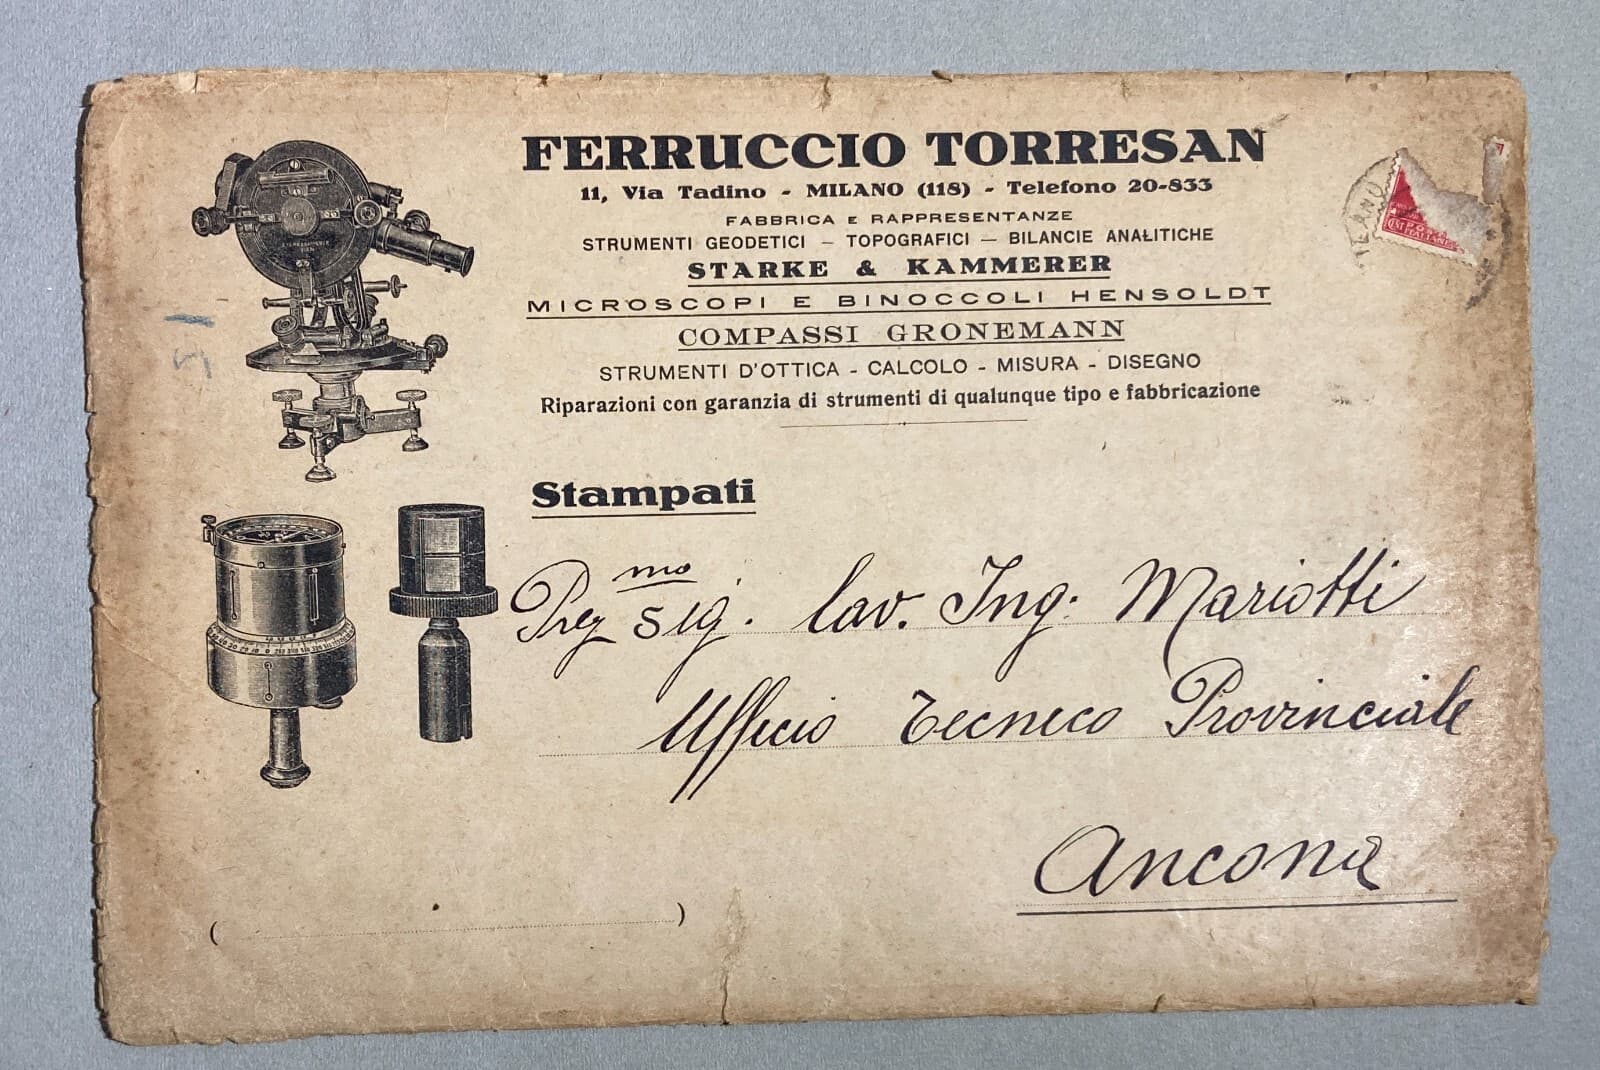 FERRUCCIO TORRESAN
11, Via Tadino - MILANO (118) - Telefono 20-833
FABBRICA E RAPPRESENTANZE
STRUMENTI GEODETICI — TOPOGRAFICI — BILANCIE ANALITICHE
STARKE & KAMMERER
MICROSCOPI E BINOCCOLI HENSOLDT
COMPASSI GRONEMANN
STRUMENTI D'OTTICA - CALCOLO - MISURA - DISEGNO
Riparazioni con garanzia di strumenti di qualunque tipo e fabbricazione
Stampati
Prez mo Sig. Cav. Ing. Mariotti
Ufficio Tecnico Provinciale
Ancona
( )